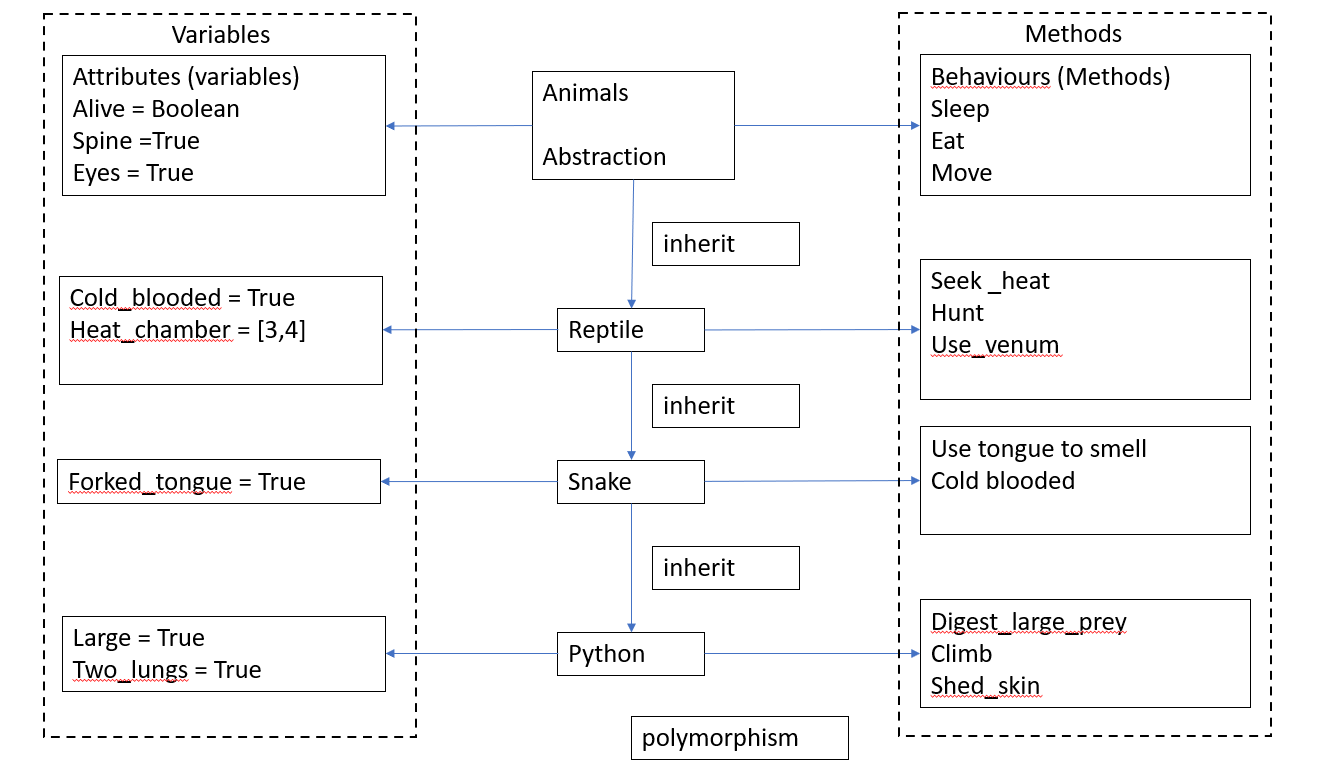 Variables
Attributes (variables)
Alive = Boolean
Spine =True
Eyes = True
Cold_blooded = True
Heat_chamber = [3,4]
Forked_tongue = True
Large = True
Two_lungs = True
Animals
Abstraction
inherit
Reptile
inherit
Snake
inherit
Python
polymorphism
Methods
Behaviours (Methods)
Sleep
Eat
Move
Seek _heat
Hunt
Use_venum
Use tongue to smell
Cold blooded
Digest_large_prey
Climb
Shed_skin